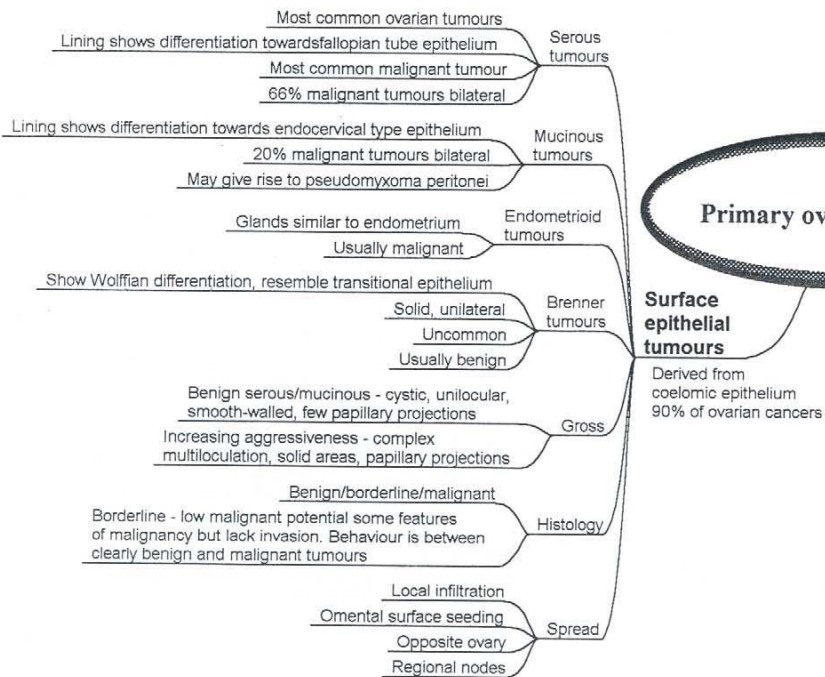 Most common ovarian tumours
Lining shows differentiation towardsfallopian tube epithelium
Most common malignant tumour
66% malignant tumours bilateral
Serous
tumours
Lining shows differentiation towards endocervical type epithelium
20% malignant tumours bilateral
May give rise to pseudomyxoma peritonei
Mucinous
tumours
Glands similar to endometrium
Usually malignant
Endometrioid
tumours
Show Wolffian differentiation, resemble transitional epithelium
Solid, unilateral
Uncommon
Usually benign
Brenner
tumours
Benign serous/mucinous - cystic, unilocular,
smooth-walled, few papillary projections
Increasing aggressiveness - complex
multiloculation, solid areas, papillary projections
Gross
Benign/borderline/malignant
Borderline - low malignant potential some features
of malignancy but lack invasion. Behaviour is between
clearly benign and malignant tumours
Histology
Local infiltration
Omental surface seeding
Opposite ovary
Regional nodes
Spread
Surface
epithelial
tumours
Derived from
coelomic epithelium
90% of ovarian cancers
Primary ov